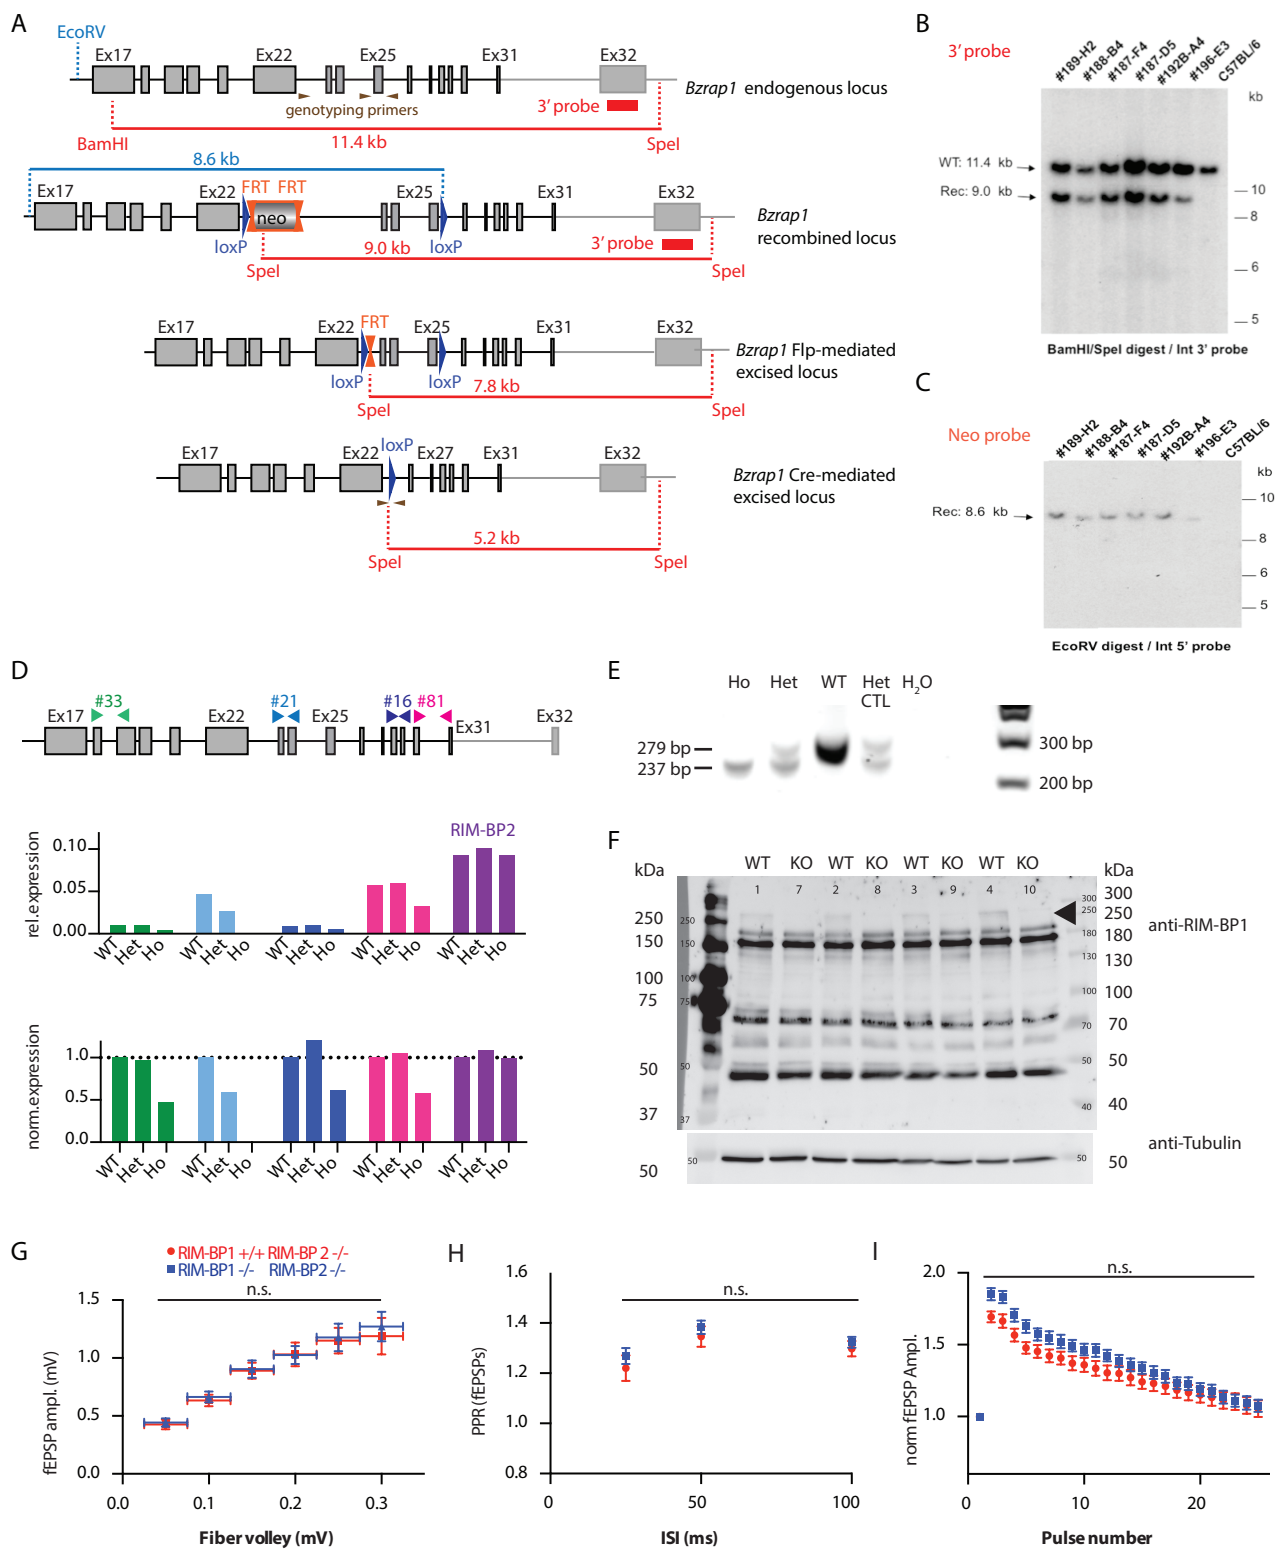 A
EcoRV
Ex17 Ex22 Ex25 Ex31 Ex32
Bzrap1 endogenous locus
genotyping primers
3' probe
BamHI 11.4 kb SpeI
8.6 kb
Ex17 Ex22 FRT FRT Ex25 Ex31 Ex32
neo
Bzrap1
recombined locus
loxP loxP 3' probe
9.0 kb
SpeI SpeI
FRT
Ex17 Ex22 Ex25 Ex31 Ex32
Bzrap1 Flp-mediated
excised locus
loxP loxP
7.8 kb
SpeI SpeI
loxP
Ex17 Ex22 Ex27 Ex31 Ex32
Bzrap1 Cre-mediated
excised locus
5.2 kb
SpeI SpeI
B
3' probe
#189-H2 #188-B4 #187-F4 #187-D5 #192B-A4 #196-E3 C57BL/6
kb
WT: 11.4 kb
Rec: 9.0 kb
10
8
6
5
BamHI/SpeI digest / Int 3' probe
C
Neo probe
#189-H2 #188-B4 #187-F4 #187-D5 #192B-A4 #196-E3 C57BL/6
kb
10
Rec: 8.6 kb
8
6
5
EcoRV digest / Int 5' probe
D
#33 #21 #16 #81
Ex17 Ex22 Ex25 Ex31 Ex32
rel.expression
0.10
0.05
0.00
RIM-BP2
WT Het Ho WT Het Ho WT Het Ho WT Het Ho WT Het Ho
norm.expression
1.0
0.5
0.0
WT Het Ho WT Het Ho WT Het Ho WT Het Ho WT Het Ho
E
Ho Het WT Het CTL H2O
279 bp
237 bp
300 bp
200 bp
F
kDa WT KO WT KO WT KO WT KO kDa
1 7 2 8 3 9 4 10
250
150
100
75
50
37
50
250
150
100
75
50
37
50
300
250
180
130
100
70
50
40
50
300
250
180
130
100
70
50
40
50
anti-RIM-BP1
anti-Tubulin
G
RIM-BP1 +/+ RIM-BP 2 -/-
RIM-BP1 -/- RIM-BP2 -/-
n.s.
fEPSP ampl. (mV)
1.5
1.0
0.5
0.0
0.0 0.1 0.2 0.3
Fiber volley (mV)
H
n.s.
PPR (fEPSPs)
1.6
1.4
1.2
1.0
0.8
0 50 100
ISI (ms)
I
n.s.
norm fEPSP Ampl.
2.0
1.5
1.0
0 10 20
Pulse number